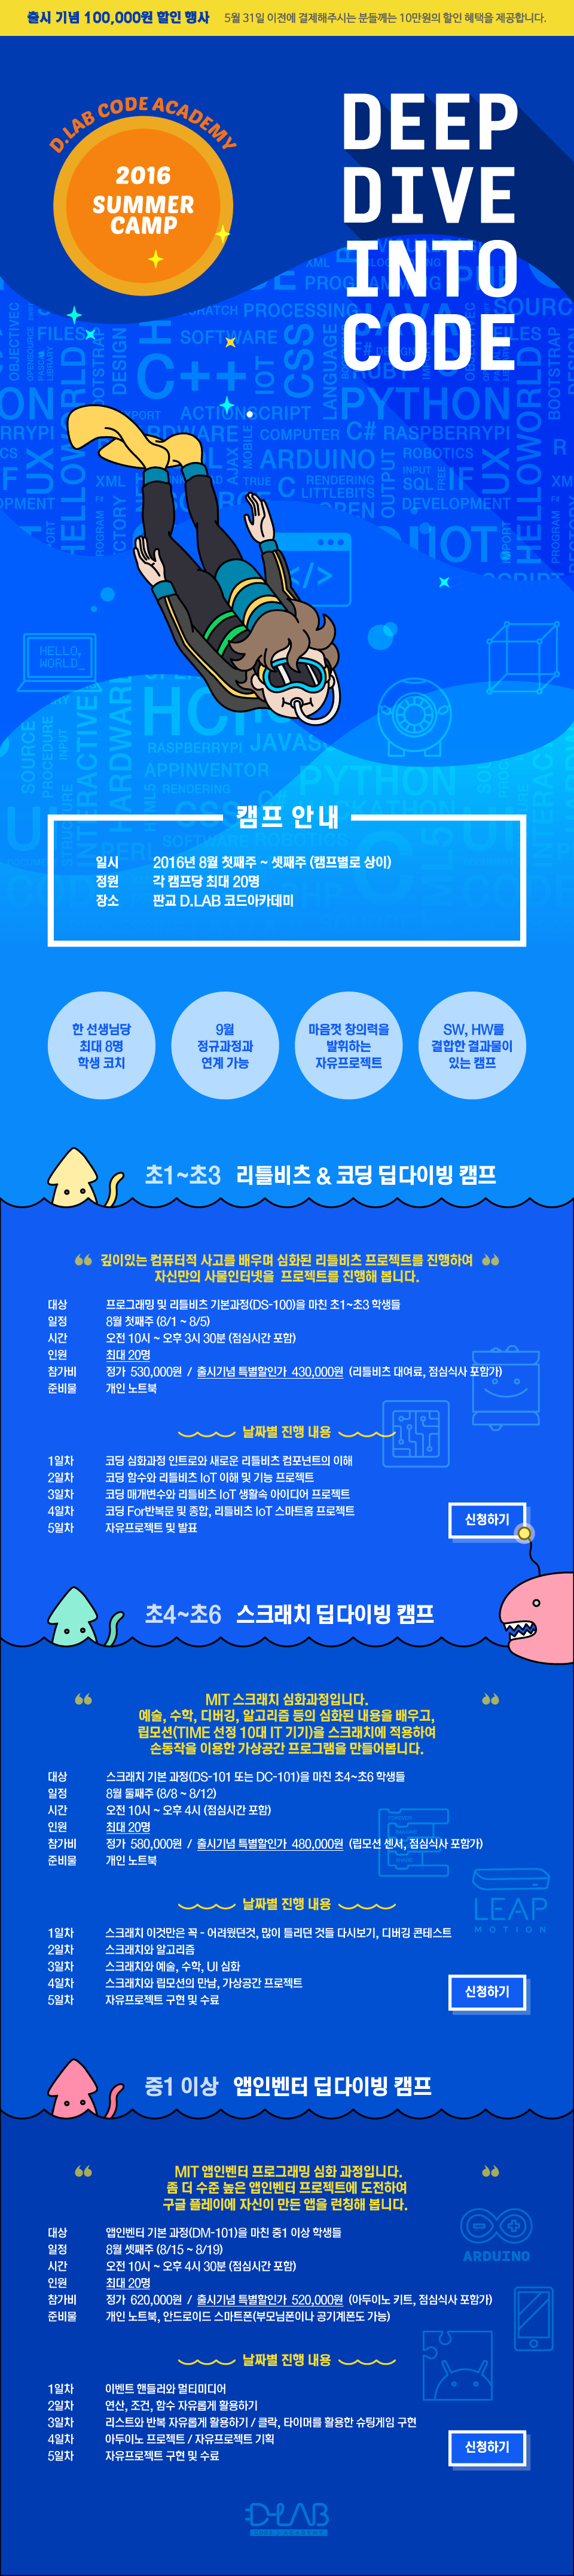 출시 기념 100,000원 할인 행사 5월 31일 이전에 결제해주시는 분들께는 10만원의 할인 혜택을 제공합니다.
D.LAB CODE ACADEMY
2016
SUMMER
CAMP
DEEP
DIVE
INTO
CODE
XML
PROCESSING
FILES
SOFTWARE
DESIGN
C++
IOT
CSS
LANGUAGE
PYTHON
BOOTSTRAP
ACTIONSCRIPT
COMPUTER C# RASPBERRYPI
HELLOWORLD
UX
AJAX
MOBILE
ARDUINO
ROBOTICS
XML
TRUE
C
RENDERING
LITTLEBITS
OUTPUT
INPUT
SQL
FREE
IF
DEVELOPMENT
OPEN
IOT
</>
HELLO,
WORLD_
SOURCE
PROCEDURE
INPUT
INTERACTIVE
HARDWARE
RASPBERRYPI
APPINVENTOR
RENDERING
PYTHON
HTML5
CSS
SOFTWARE ROBOTICS
캠프 안내
일시 2016년 8월 첫째주 ~ 셋째주 (캠프별로 상이)
정원 각 캠프당 최대 20명
장소 판교 D.LAB 코드아카데미
한 선생님당
최대 8명
학생 코치
9월
정규과정과
연계 가능
마음껏 창의력을
발휘하는
자유프로젝트
SW, HW를
결합한 결과물이
있는 캠프
초1~초3 리틀비츠 & 코딩 딥다이빙 캠프
“ 깊이있는 컴퓨터적 사고를 배우며 심화된 리틀비츠 프로젝트를 진행하여 ”
자신만의 사물인터넷을 프로젝트를 진행해 봅니다.
대상 프로그래밍 및 리틀비츠 기본과정(DS-100)을 마친 초1~초3 학생들
일정 8월 첫째주 (8/1 ~ 8/5)
시간 오전 10시 ~ 오후 3시 30분 (점심시간 포함)
인원 최대 20명
참가비 정가 530,000원 / 출시기념 특별할인가 430,000원 (리틀비츠 대여료, 점심식사 포함가)
준비물 개인 노트북
날짜별 진행 내용
1일차 코딩 심화과정 인트로와 새로운 리틀비츠 컴포넌트의 이해
2일차 코딩 함수와 리틀비츠 IoT 이해 및 기능 프로젝트
3일차 코딩 매개변수와 리틀비츠 IoT 생활속 아이디어 프로젝트
4일차 코딩 For반복문 및 종합, 리틀비츠 IoT 스마트홈 프로젝트
5일차 자유프로젝트 및 발표
신청하기
초4~초6 스크래치 딥다이빙 캠프
“ MIT 스크래치 심화과정입니다. ”
예술, 수학, 디버깅, 알고리즘 등의 심화된 내용을 배우고,
립모션(TIME 선정 10대 IT 기기)을 스크래치에 적용하여
손동작을 이용한 가상공간 프로그램을 만들어봅니다.
대상 스크래치 기본 과정(DS-101 또는 DC-101)을 마친 초4~초6 학생들
일정 8월 둘째주 (8/8 ~ 8/12)
시간 오전 10시 ~ 오후 4시 (점심시간 포함)
인원 최대 20명
참가비 정가 580,000원 / 출시기념 특별할인가 480,000원 (립모션 센서, 점심식사 포함가)
준비물 개인 노트북
LEAP
MOTION
날짜별 진행 내용
1일차 스크래치 이것만은 꼭 - 어려웠던것, 많이 틀리던 것들 다시보기, 디버깅 콘테스트
2일차 스크래치와 알고리즘
3일차 스크래치와 예술, 수학, UI 심화
4일차 스크래치와 립모션의 만남, 가상공간 프로젝트
5일차 자유프로젝트 구현 및 수료
신청하기
중1 이상 앱인벤터 딥다이빙 캠프
“ MIT 앱인벤터 프로그래밍 심화 과정입니다. ”
좀 더 수준 높은 앱인벤터 프로젝트에 도전하여
구글 플레이에 자신이 만든 앱을 런칭해 봅니다.
대상 앱인벤터 기본 과정(DM-101)을 마친 중1 이상 학생들
일정 8월 셋째주 (8/15 ~ 8/19)
시간 오전 10시 ~ 오후 4시 30분 (점심시간 포함)
인원 최대 20명
참가비 정가 620,000원 / 출시기념 특별할인가 520,000원 (아두이노 키트, 점심식사 포함가)
준비물 개인 노트북, 안드로이드 스마트폰(부모님폰이나 공기계폰도 가능)
ARDUINO
날짜별 진행 내용
1일차 이벤트 핸들러와 멀티미디어
2일차 연산, 조건, 함수 자유롭게 활용하기
3일차 리스트와 반복 자유롭게 활용하기 / 클락, 타이머를 활용한 슈팅게임 구현
4일차 아두이노 프로젝트 / 자유프로젝트 기획
5일차 자유프로젝트 구현 및 수료
신청하기
D·LAB